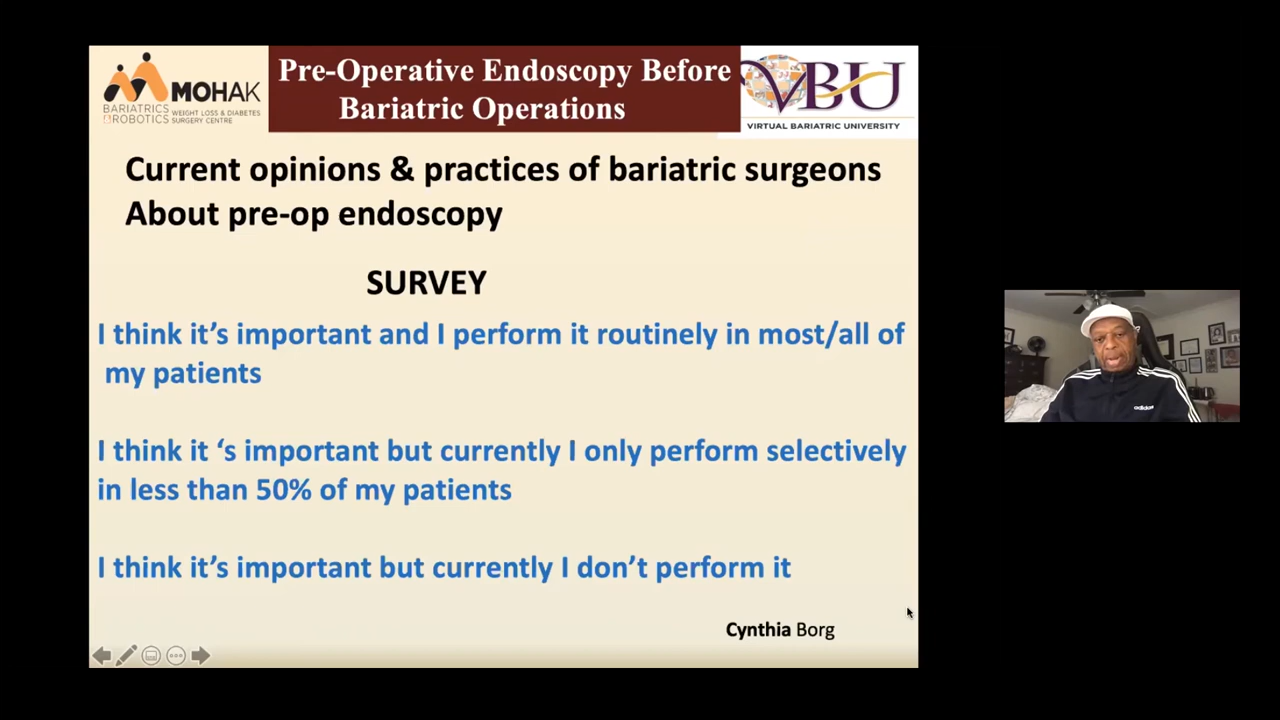 MOHAK
BARIATRICS
& ROBOTICS
WEIGHT LOSS & DIABETES
SURGERY CENTRE
Pre-Operative Endoscopy Before
Bariatric Operations
VBU
VIRTUAL BARIATRIC UNIVERSITY
Current opinions & practices of bariatric surgeons
About pre-op endoscopy
SURVEY
I think it’s important and I perform it routinely in most/all of
my patients
I think it ‘s important but currently I only perform selectively
in less than 50% of my patients
I think it’s important but currently I don’t perform it
Cynthia Borg
adidas